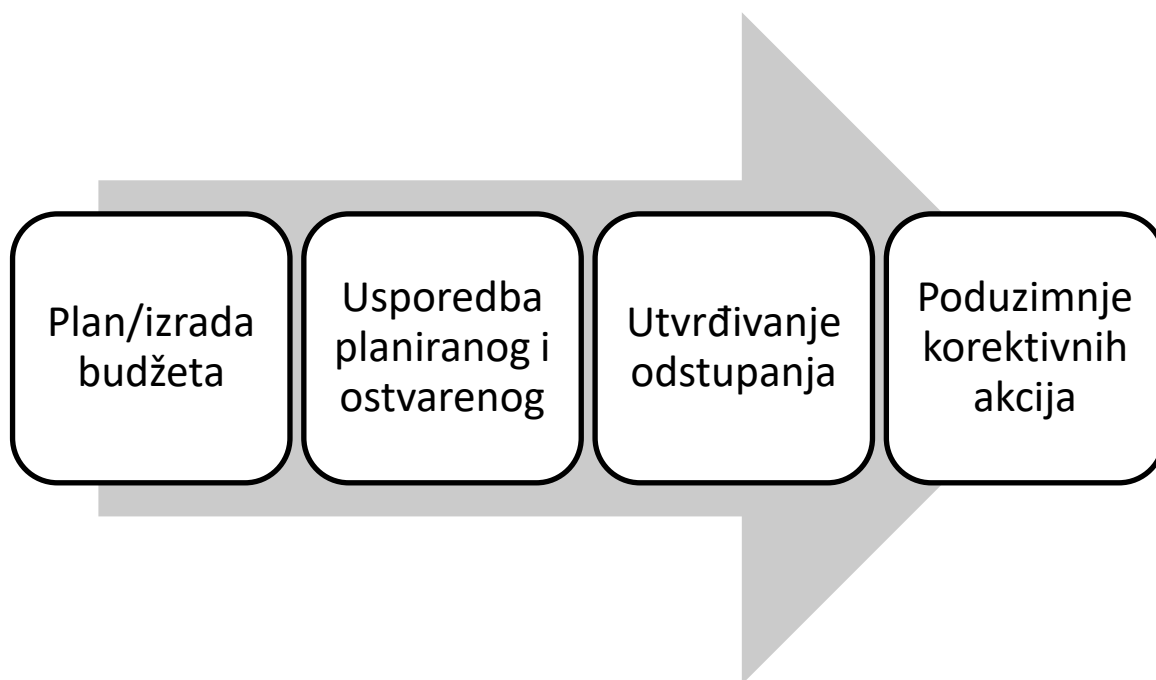 Plan/izrada
budžeta
Usporedba
planiranog i
ostvarenog
Utvrđivanje
odstupanja
Poduzimnje
korektivnih
akcija